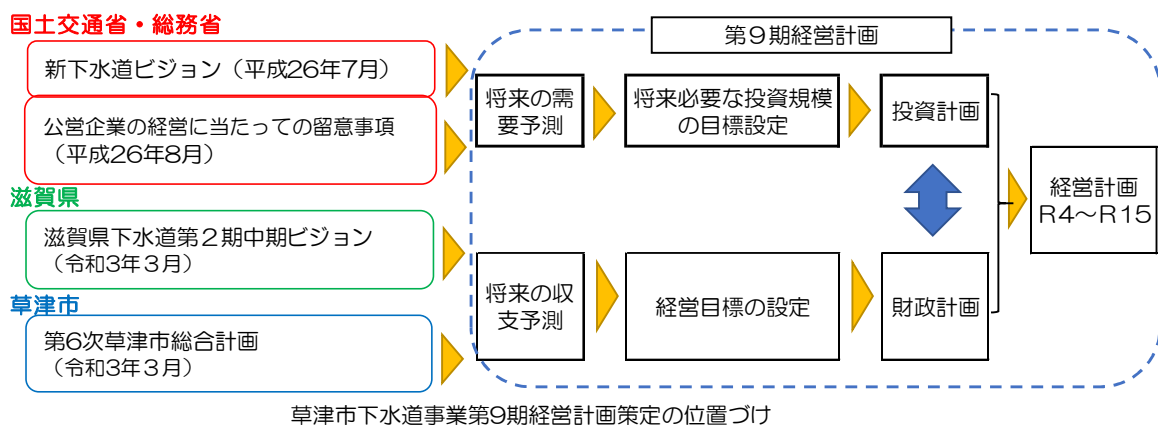 国土交通省・総務省
新下水道ビジョン（平成26年7月）
公営企業の経営に当たっての留意事項
（平成26年8月）
滋賀県
滋賀県下水道第２期中期ビジョン
（令和3年３月）
草津市
第6次草津市総合計画
（令和3年３月）
第９期経営計画
将来の需
要予測
将来必要な投資規模
の目標設定
投資計画
将来の収
支予測
経営目標の設定
財政計画
経営計画
R４～R１５
草津市下水道事業第9期経営計画策定の位置づけ